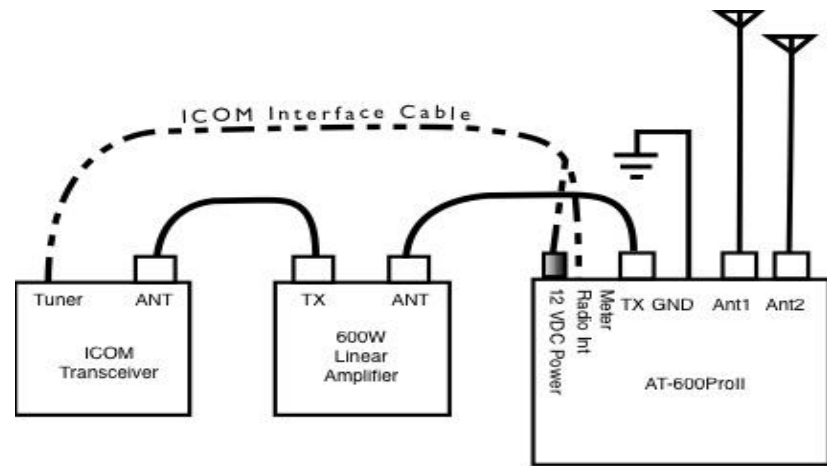 ICOM Interface Cable
Tuner
ANT
ICOM
Transceiver
TX
ANT
600W
Linear
Amplifier
12 VDC Power
Radio Int
Meter
TX
GND
Ant1
Ant2
AT-600ProII